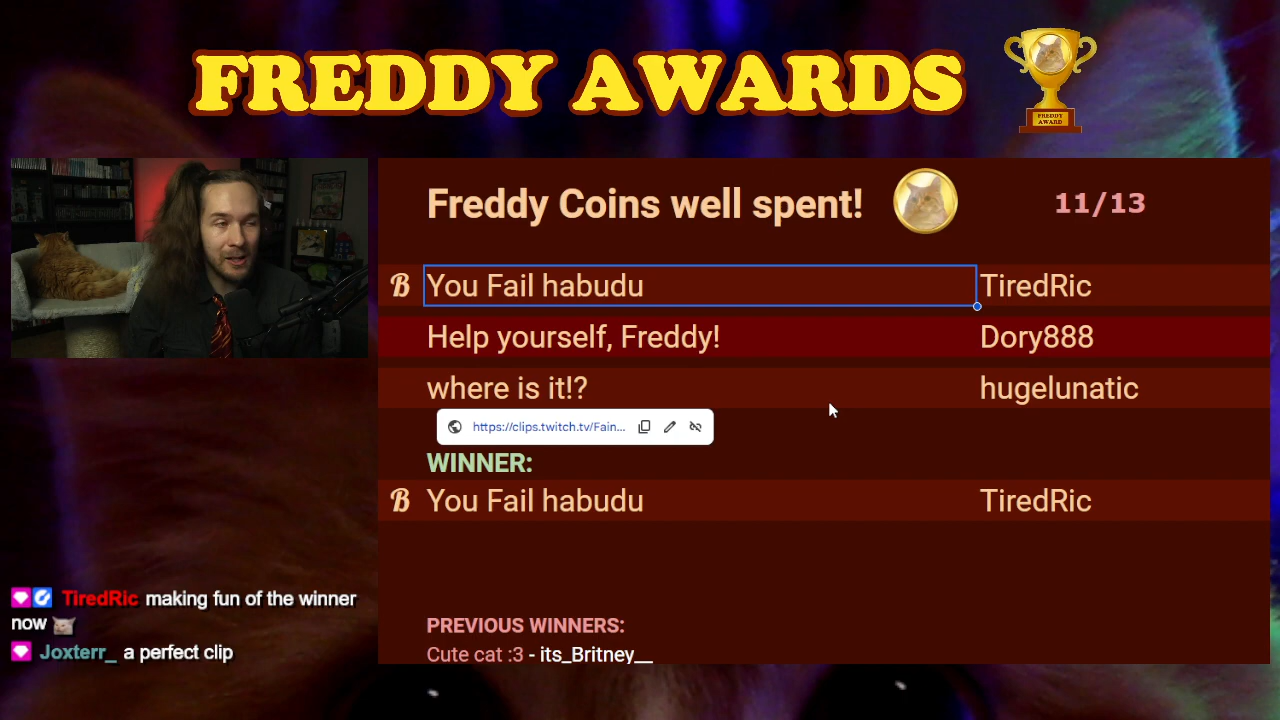 FREDDY AWARDS
FREDDY
AWARD
Freddy Coins well spent!
11/13
B You Fail habudu TiredRic
Help yourself, Freddy! Dory888
where is it!? hugelunatic
https://clips.twitch.tv/Fain...
WINNER:
B You Fail habudu TiredRic
TiredRic making fun of the winner
now
Joxterr_ a perfect clip
PREVIOUS WINNERS:
Cute cat :3 - its_Britney__